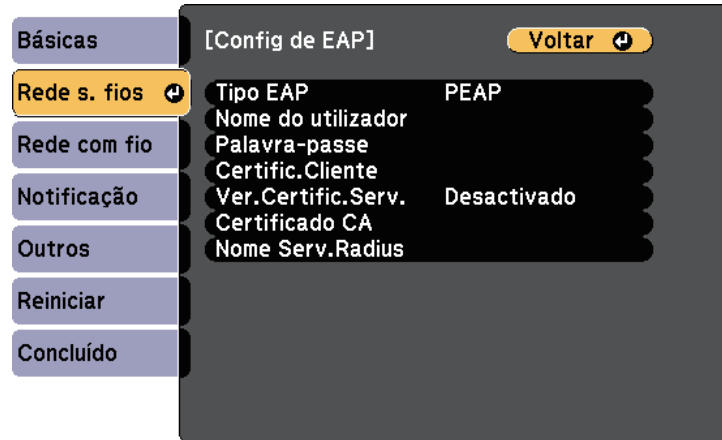 Básicas
Rede s. fios
Rede com fio
Notificação
Outros
Reiniciar
Concluído
[Config de EAP]
Voltar
Tipo EAP PEAP
Nome do utilizador
Palavra-passe
Certific.Cliente
Ver.Certific.Serv. Desactivado
Certificado CA
Nome Serv.Radius